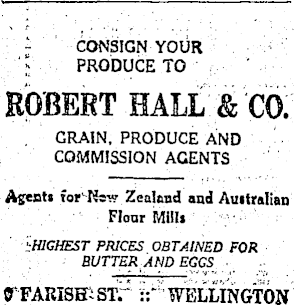 CONSIGN YOUR
PRODUCE TO
ROBERT HALL & CO.
GRAIN, PRODUCE AND
COMMISSION AGENTS
Agents for New Zealand and Australian
Flour Mills
HIGHEST PRICES OBTAINED FOR
BUTTER AND EGGS
9 FARISH ST. :: WELLINGTON